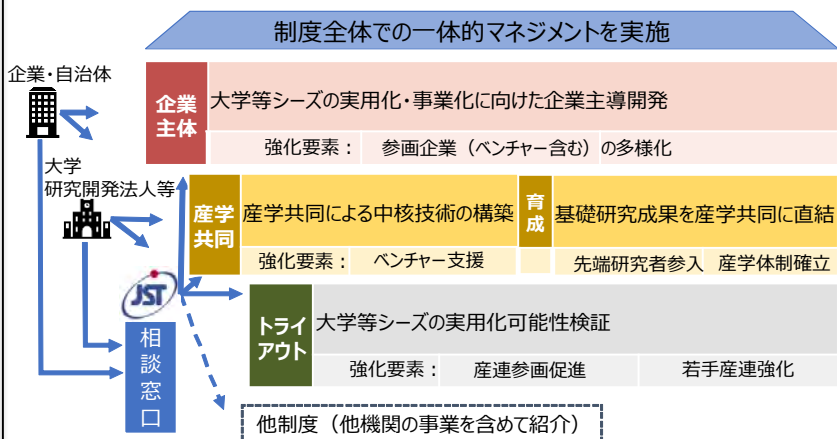 制度全体での一体的マネジメントを実施
企業・自治体
企業
主体
大学等シーズの実用化・事業化に向けた企業主導開発
強化要素： 参画企業（ベンチャー含む）の多様化
大学
研究開発法人等
産学
共同
産学共同による中核技術の構築
育
成
基礎研究成果を産学共同に直結
強化要素： ベンチャー支援
先端研究者参入 産学体制確立
JST
トライ
アウト
大学等シーズの実用化可能性検証
強化要素： 産連参画促進 若手産連強化
相
談
窓
口
他制度（他機関の事業を含めて紹介）